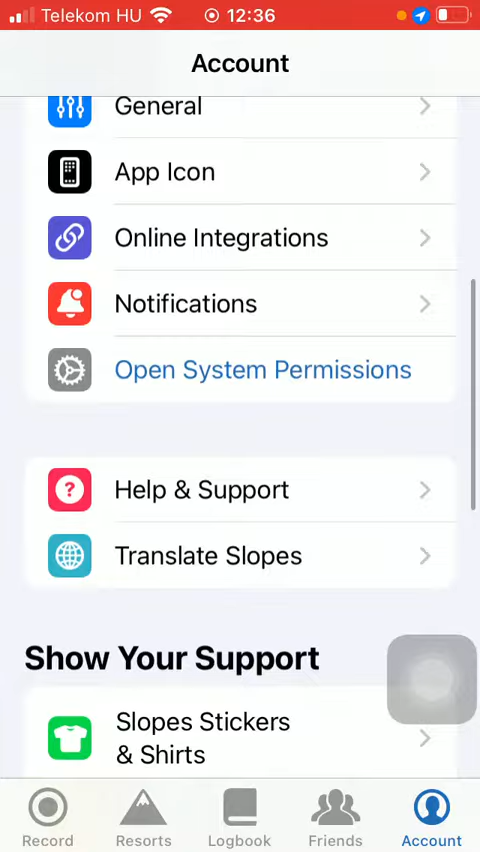 Telekom HU 12:36
Account
General
App Icon
Online Integrations
Notifications
Open System Permissions
Help & Support
Translate Slopes
Show Your Support
Slopes Stickers
& Shirts
Record Resorts Logbook Friends Account